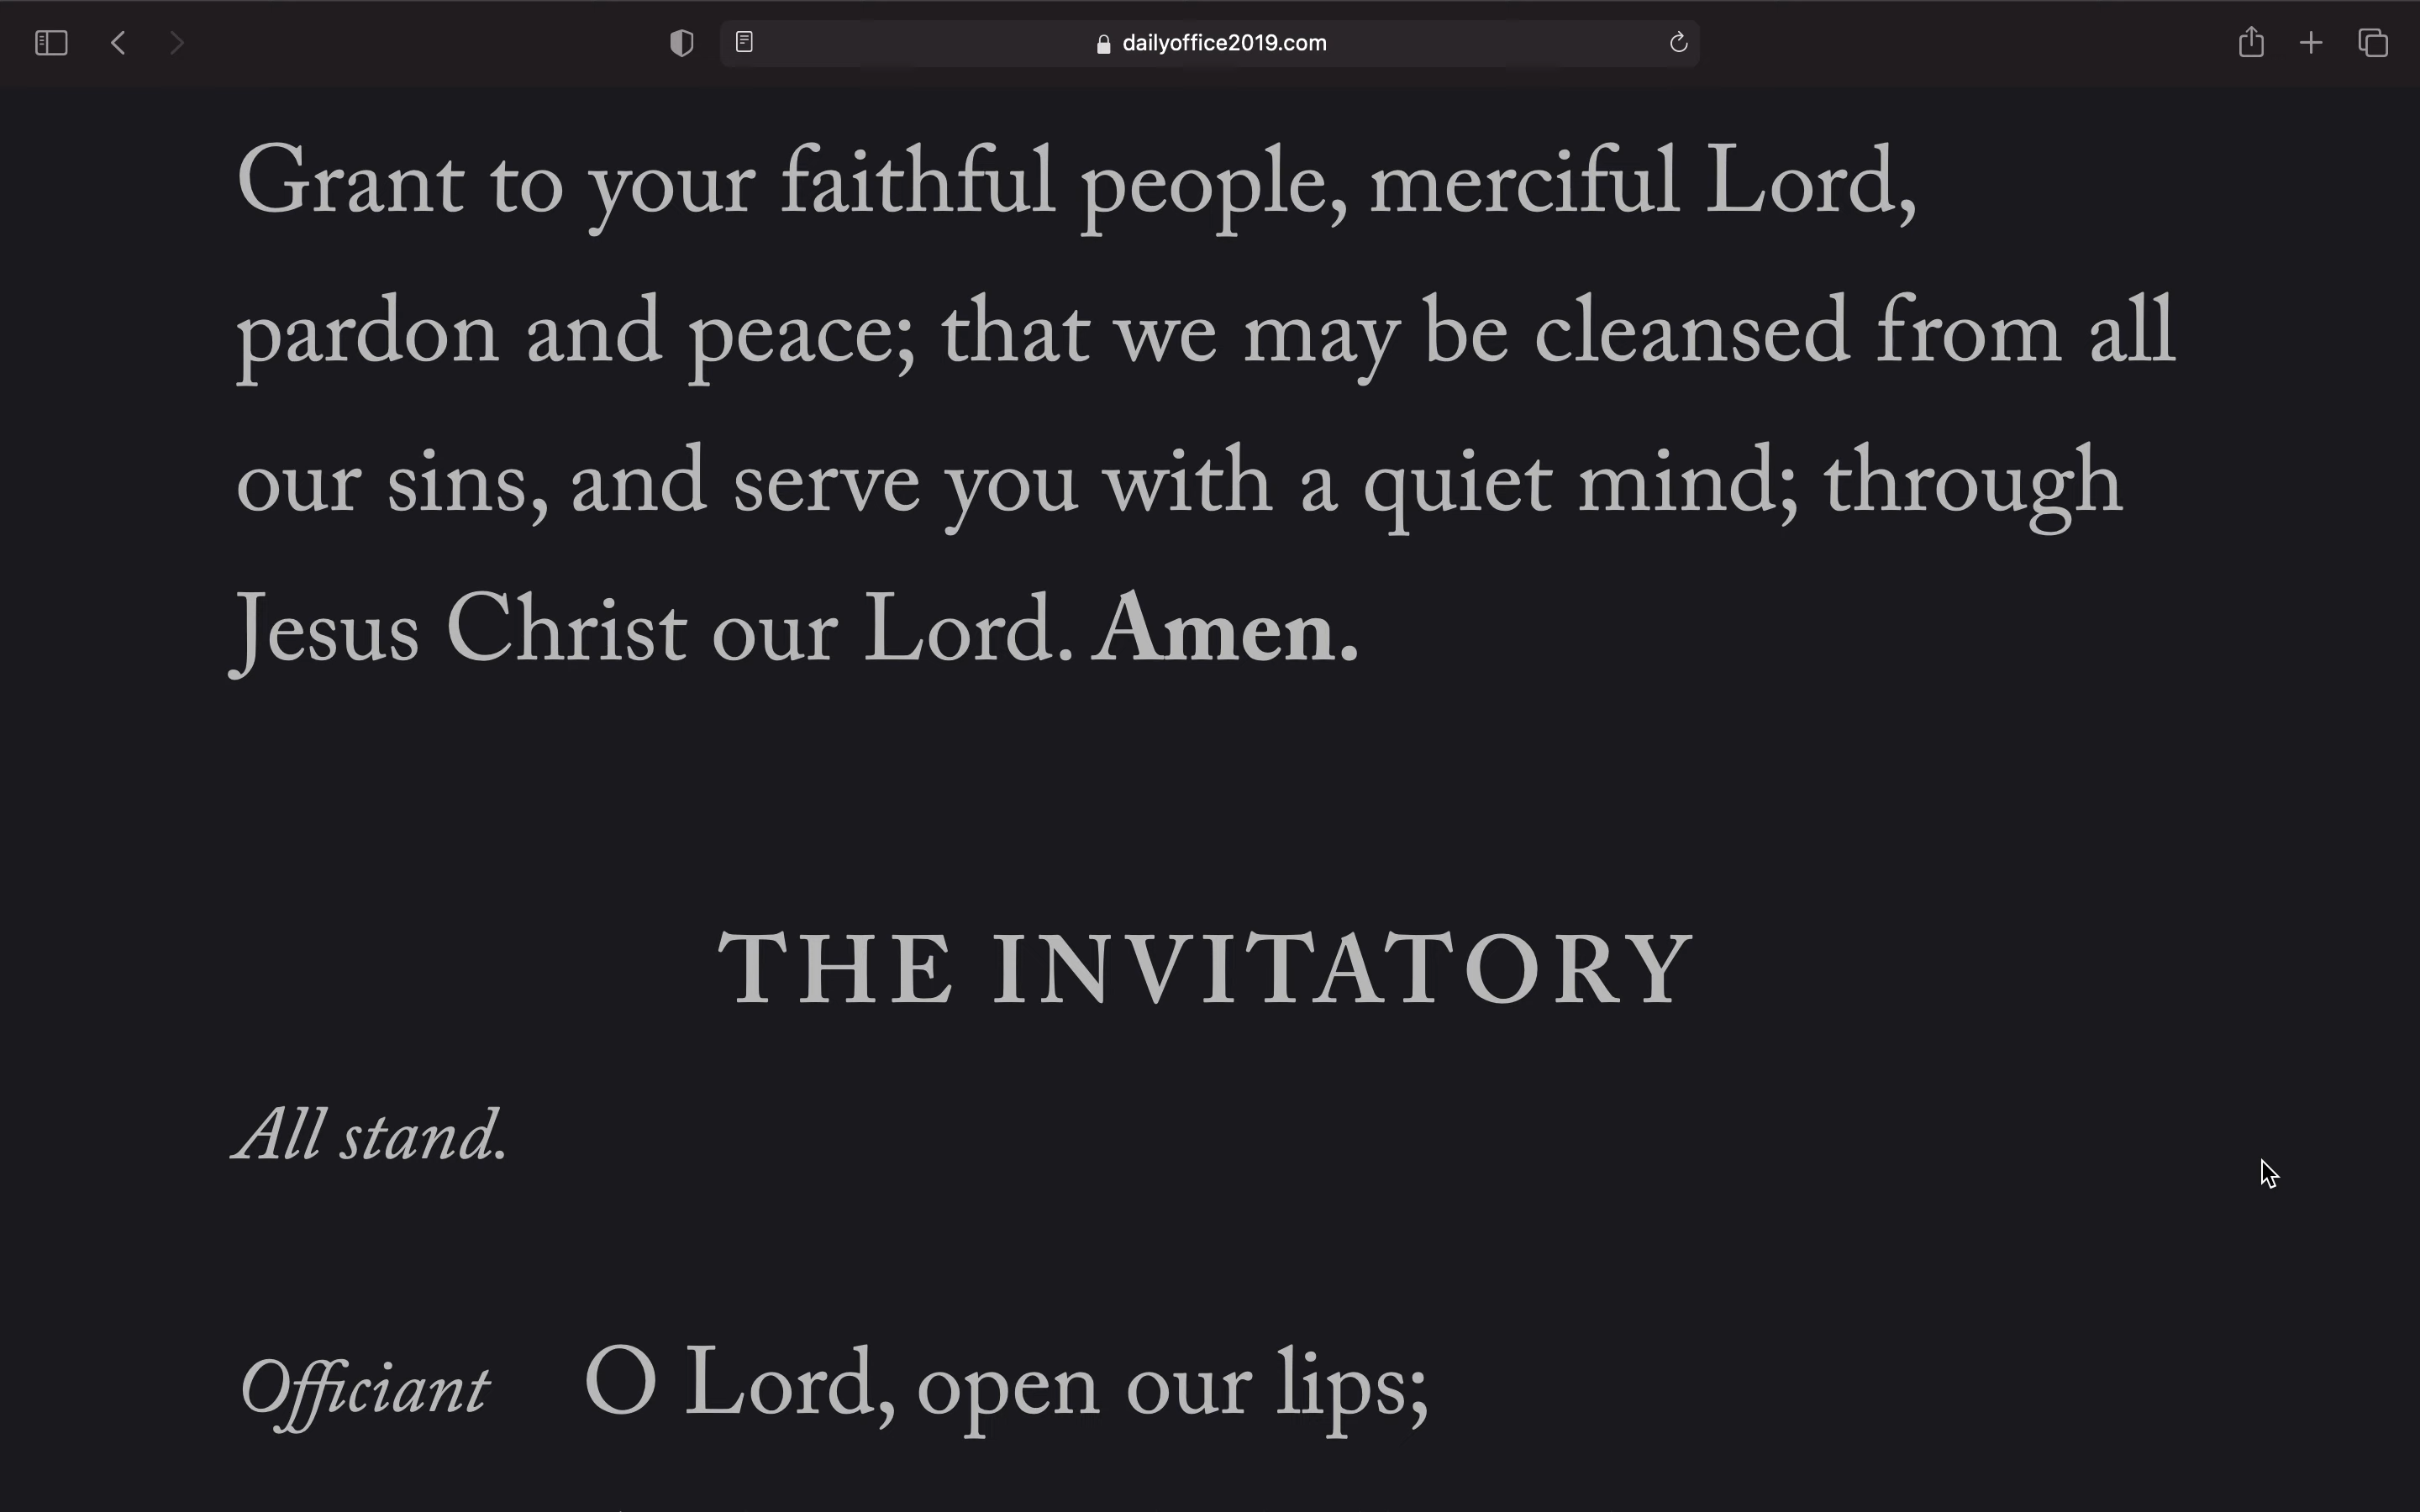 dailyoffice2019.com
Grant to your faithful people, merciful Lord,
pardon and peace; that we may be cleansed from all
our sins, and serve you with a quiet mind; through
Jesus Christ our Lord. Amen.
THE INVITATORY
All stand.
Officiant O Lord, open our lips;